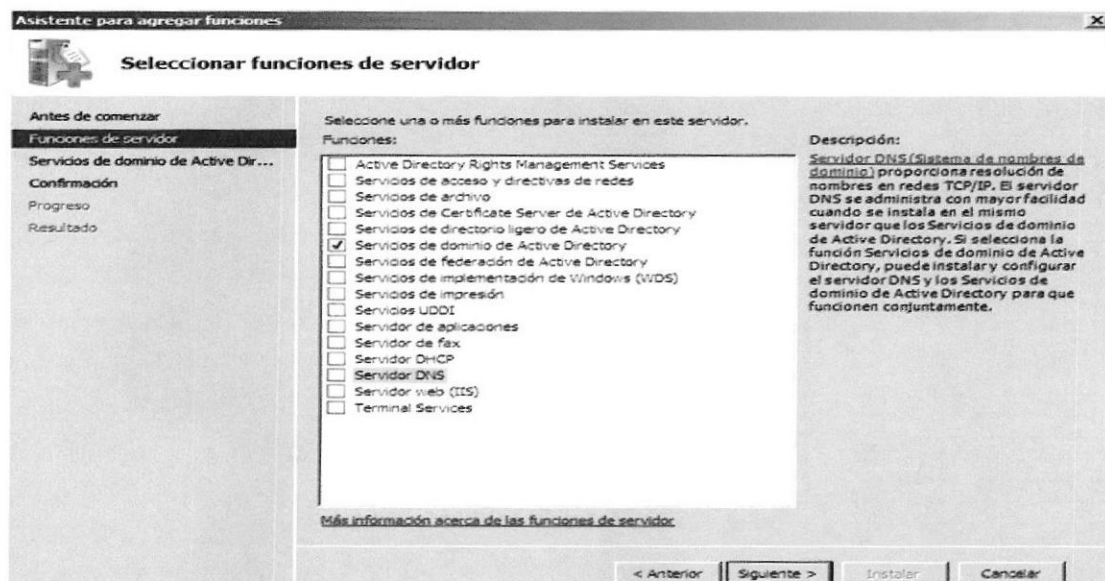 Asistente para agregar funciones
Seleccionar funciones de servidor
Antes de comenzar
Funciones de servidor
Servicios de dominio de Active Dir...
Confirmación
Progreso
Resultado
Seleccione una o más funciones para instalar en este servidor.
Funciones:
Active Directory Rights Management Services
Servicios de acceso y directivas de redes
Servicios de archivo
Servicios de Certificate Server de Active Directory
Servicios de directorio ligero de Active Directory
Servicios de dominio de Active Directory
Servicios de federación de Active Directory
Servicios de implementación de Windows (WDS)
Servicios de impresión
Servicios UDDI
Servidor de aplicaciones
Servidor de fax
Servidor DHCP
Servidor DNS
Servidor web (IIS)
Terminal Services
Más información acerca de las funciones de servidor
Descripción:
Servidor DNS (Sistema de nombres de
dominio) proporciona resolución de
nombres en redes TCP/IP. El servidor
DNS se administra con mayor facilidad
cuando se instala en el mismo
servidor que los Servicios de dominio
de Active Directory. Si selecciona la
función Servicios de dominio de Active
Directory, puede instalar y configurar
el servidor DNS y los Servicios de
dominio de Active Directory para que
funcionen conjuntamente.
< Anterior
Siguiente >
Instalar
Cancelar